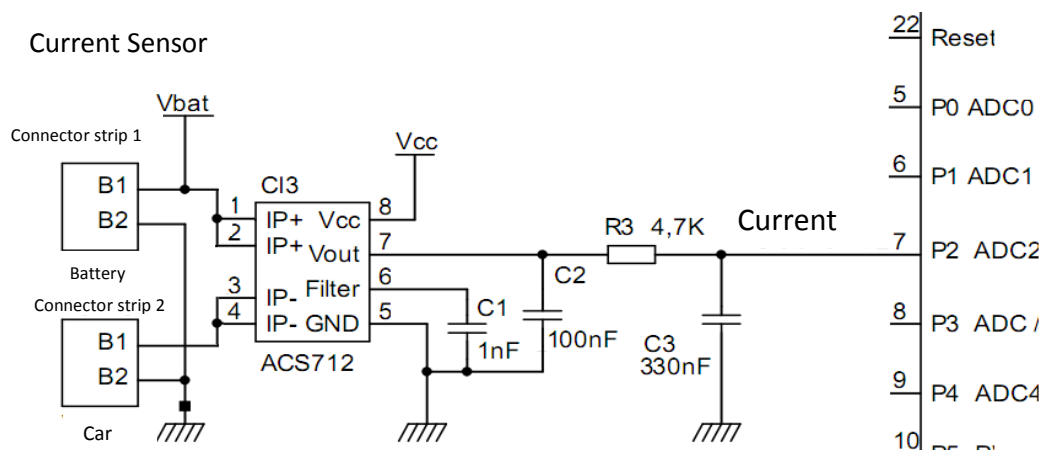 Current Sensor
Vbat
Connector strip 1
B1
B2
Battery
Connector strip 2
B1
B2
Car
CI3
1 IP+ Vcc 8
2 IP+ Vout 7
3 IP- Filter 6
4 IP- GND 5
ACS712
Vcc
C1
1nF
C2
100nF
R3 4,7K
Current
C3
330nF
22 Reset
5 P0 ADC0
6 P1 ADC1
7 P2 ADC2
8 P3 ADC /
9 P4 ADC4
10